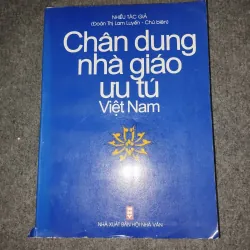 NHIỀU TÁC GIẢ
(Đoàn Thị Lam Luyến - Chủ biên)
Chân dung
nhà giáo
ưu tú
Việt Nam
NHÀ XUẤT BẢN HỘI NHÀ VĂN